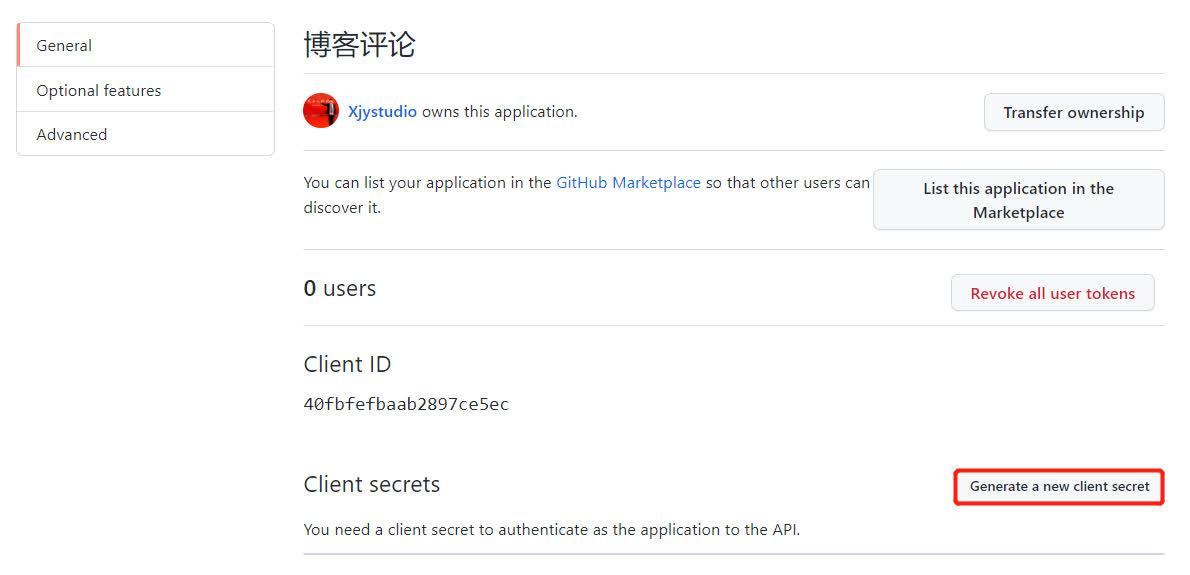 General
Optional features
Advanced
博客评论
Xjystudio owns this application.
Transfer ownership
You can list your application in the GitHub Marketplace so that other users can
discover it.
List this application in the
Marketplace
0 users
Revoke all user tokens
Client ID
40fbfefbaab2897ce5ec
Client secrets
Generate a new client secret
You need a client secret to authenticate as the application to the API.